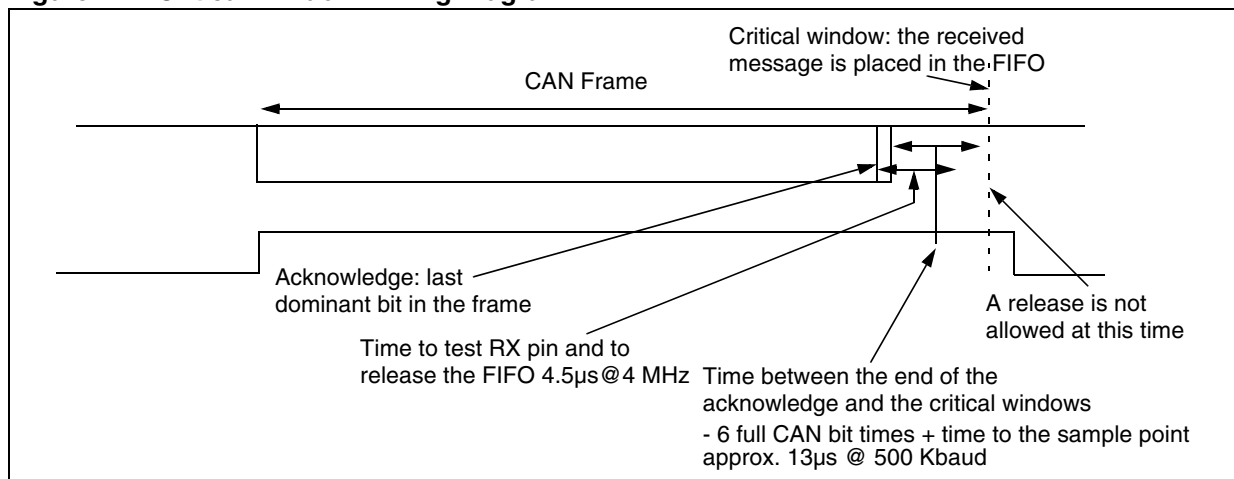 Critical window: the received
message is placed in the FIFO
CAN Frame
Acknowledge: last
dominant bit in the frame
A release is not
allowed at this time
Time to test RX pin and to
release the FIFO 4.5µs@4 MHz
Time between the end of the
acknowledge and the critical windows
- 6 full CAN bit times + time to the sample point
approx. 13µs @ 500 Kbaud